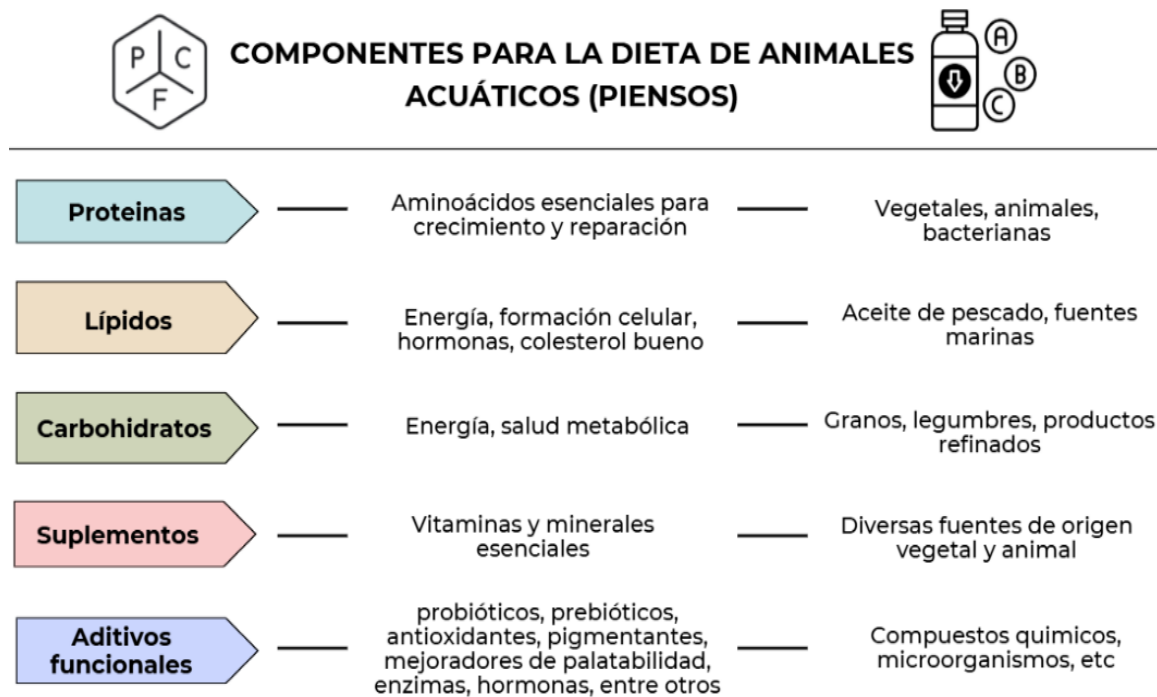 P C
F
COMPONENTES PARA LA DIETA DE ANIMALES
ACUÁTICOS (PIENSOS)
A
B
C
Proteinas
Aminoácidos esenciales para
crecimiento y reparación
Vegetales, animales,
bacterianas
Lípidos
Energía, formación celular,
hormonas, colesterol bueno
Aceite de pescado, fuentes
marinas
Carbohidratos
Energía, salud metabólica
Granos, legumbres, productos
refinados
Suplementos
Vitaminas y minerales
esenciales
Diversas fuentes de origen
vegetal y animal
Aditivos
funcionales
probióticos, prebióticos,
antioxidantes, pigmentantes,
mejoradores de palatabilidad,
enzimas, hormonas, entre otros
Compuestos quimicos,
microorganismos, etc